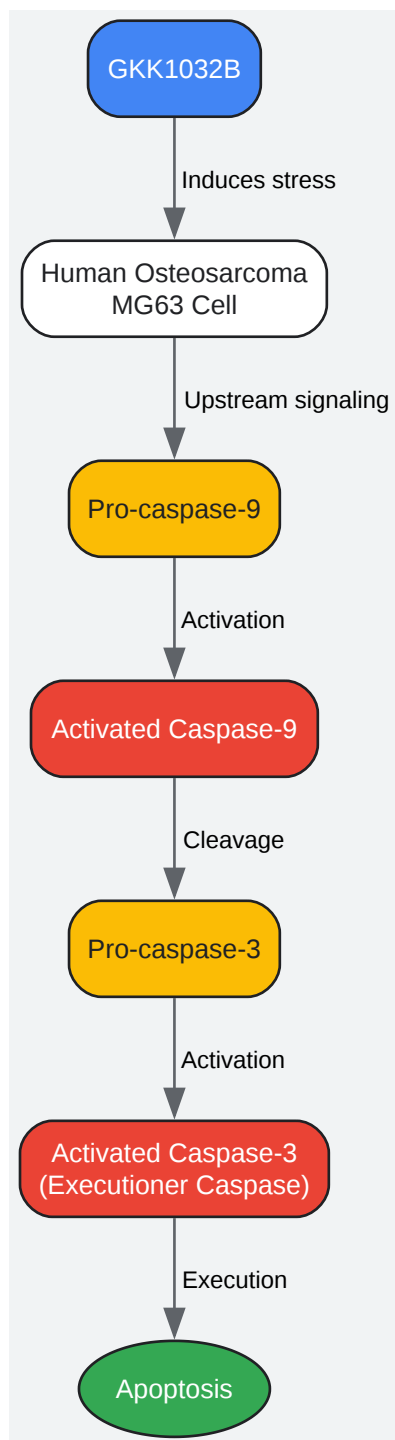 GKK1032B
Induces stress
Human Osteosarcoma
MG63 Cell
Upstream signaling
Pro-caspase-9
Activation
Activated Caspase-9
Cleavage
Pro-caspase-3
Activation
Activated Caspase-3
(Executioner Caspase)
Execution
Apoptosis